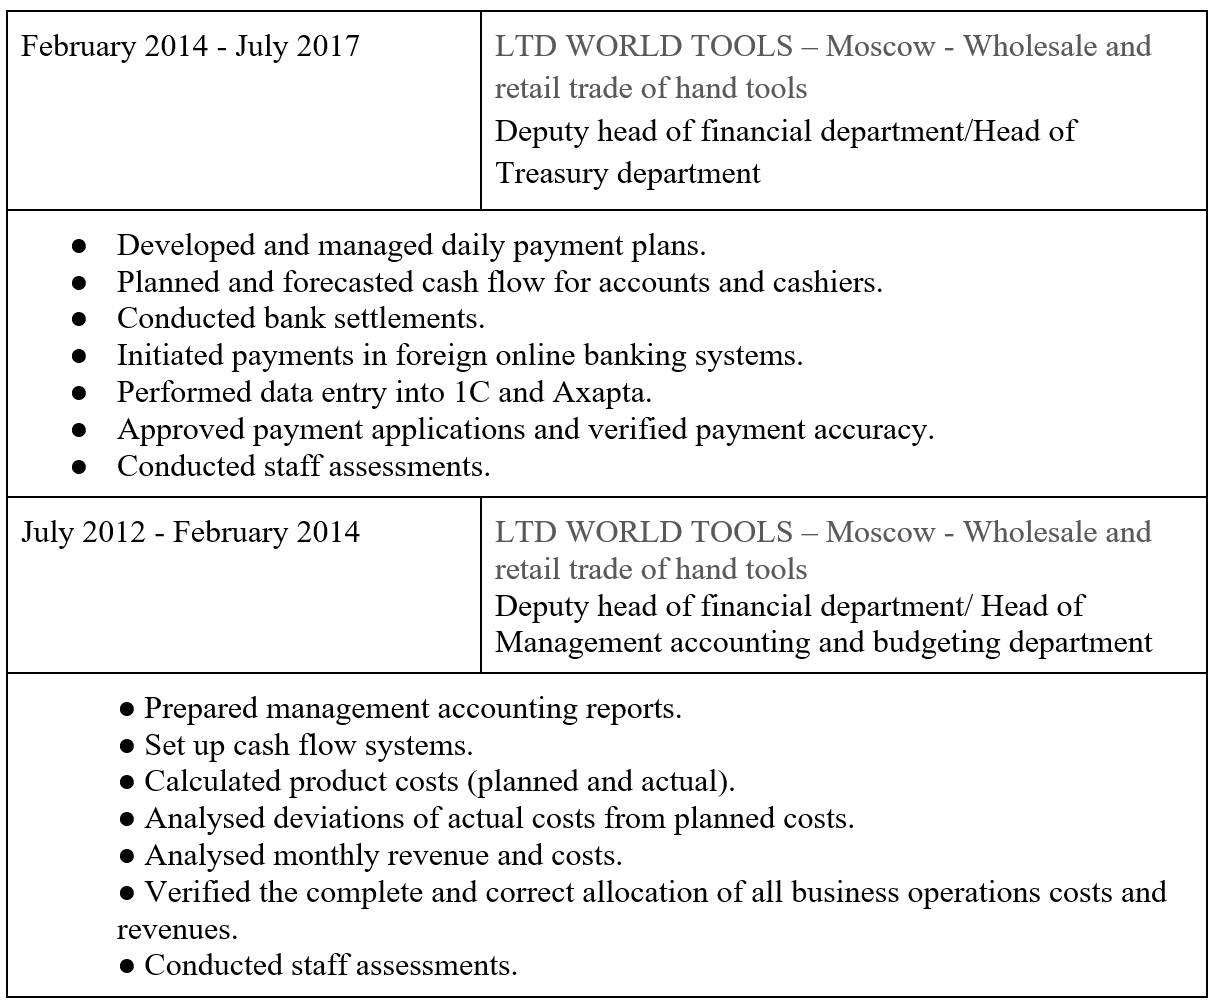 February 2014 - July 2017
LTD WORLD TOOLS – Moscow - Wholesale and
retail trade of hand tools
Deputy head of financial department/Head of
Treasury department
● Developed and managed daily payment plans.
● Planned and forecasted cash flow for accounts and cashiers.
● Conducted bank settlements.
● Initiated payments in foreign online banking systems.
● Performed data entry into 1C and Axapta.
● Approved payment applications and verified payment accuracy.
● Conducted staff assessments.
July 2012 - February 2014
LTD WORLD TOOLS – Moscow - Wholesale and
retail trade of hand tools
Deputy head of financial department/ Head of
Management accounting and budgeting department
● Prepared management accounting reports.
● Set up cash flow systems.
● Calculated product costs (planned and actual).
● Analysed deviations of actual costs from planned costs.
● Analysed monthly revenue and costs.
● Verified the complete and correct allocation of all business operations costs and
revenues.
● Conducted staff assessments.